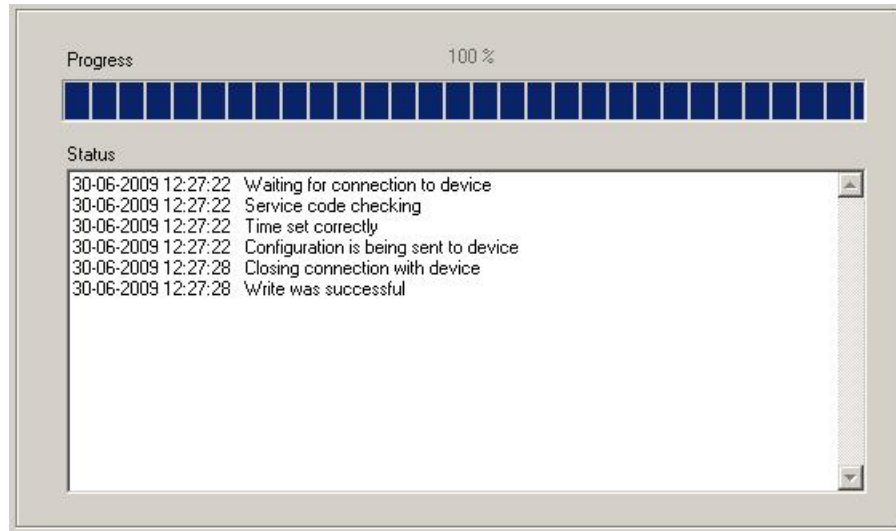 Progress 100 %
Status
30-06-2009 12:27:22 Waiting for connection to device
30-06-2009 12:27:22 Service code checking
30-06-2009 12:27:22 Time set correctly
30-06-2009 12:27:22 Configuration is being sent to device
30-06-2009 12:27:28 Closing connection with device
30-06-2009 12:27:28 Write was successful